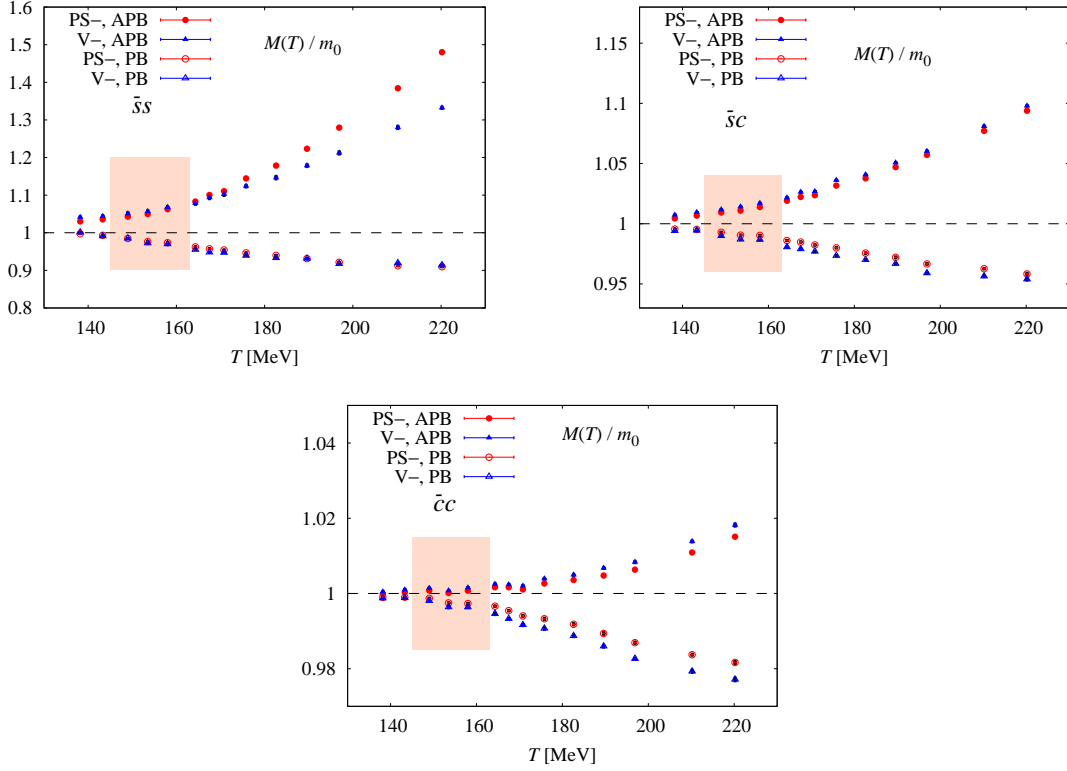 1.6
1.5
1.4
1.3
1.2
1.1
1
0.9
0.8
PS−, APB
V−, APB
PS−, PB
V−, PB
M(T) / m0
s̄s
140 160 180 200 220
T [MeV]
1.15
1.1
1.05
1
0.95
PS−, APB
V−, APB
PS−, PB
V−, PB
M(T) / m0
s̄c
140 160 180 200 220
T [MeV]
1.04
1.02
1
0.98
PS−, APB
V−, APB
PS−, PB
V−, PB
M(T) / m0
c̄c
140 160 180 200 220
T [MeV]